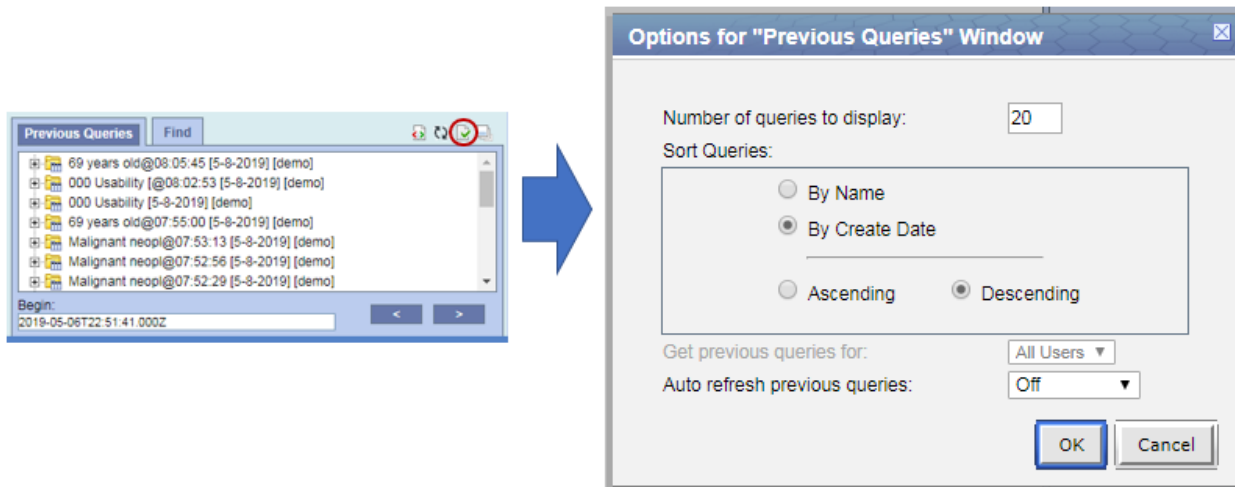 Previous Queries Find
69 years old@08:05:45 [5-8-2019] [demo]
000 Usability [@08:02:53 [5-8-2019] [demo]
000 Usability [5-8-2019] [demo]
69 years old@07:55:00 [5-8-2019] [demo]
Malignant neopl@07:53:13 [5-8-2019] [demo]
Malignant neopl@07:52:56 [5-8-2019] [demo]
Malignant neopl@07:52:29 [5-8-2019] [demo]
Begin:
2019-05-06T22:51:41.000Z
< >
Options for "Previous Queries" Window
Number of queries to display: 20
Sort Queries:
By Name
By Create Date
Ascending Descending
Get previous queries for: All Users
Auto refresh previous queries: Off
OK Cancel